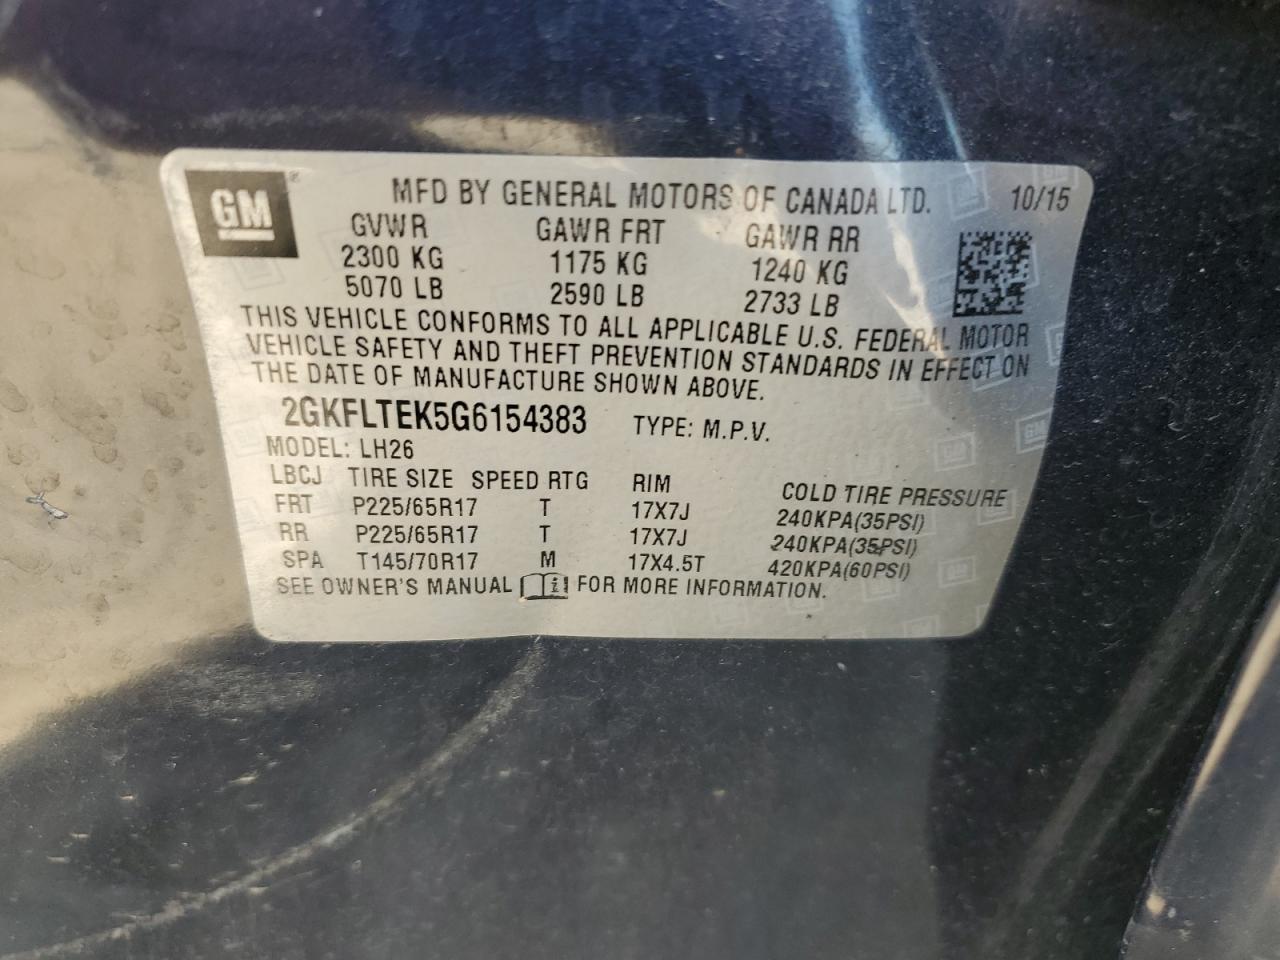 GM® MFD BY GENERAL MOTORS OF CANADA LTD. 10/15
GVWR GAWR FRT GAWR RR
2300 KG 1175 KG 1240 KG
5070 LB 2590 LB 2733 LB
THIS VEHICLE CONFORMS TO ALL APPLICABLE U.S. FEDERAL MOTOR
VEHICLE SAFETY AND THEFT PREVENTION STANDARDS IN EFFECT ON
THE DATE OF MANUFACTURE SHOWN ABOVE.
2GKFLTEK5G6154383 TYPE: M.P.V.
MODEL: LH26
LBCJ TIRE SIZE SPEED RTG RIM COLD TIRE PRESSURE
FRT P225/65R17 T 17X7J 240KPA(35PSI)
RR P225/65R17 T 17X7J 240KPA(35PSI)
SPA T145/70R17 M 17X4.5T 420KPA(60PSI)
SEE OWNER'S MANUAL i FOR MORE INFORMATION.